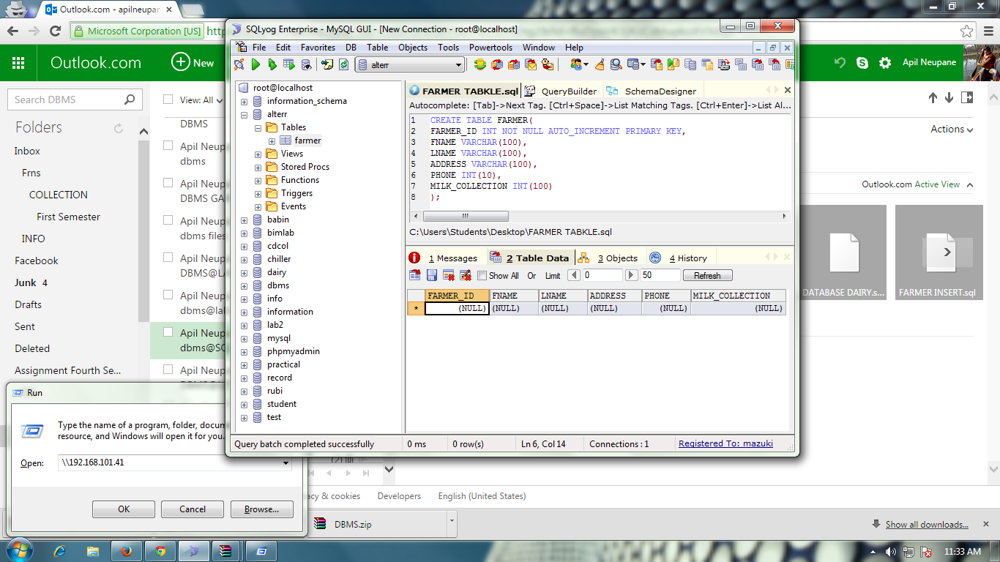 Outlook.com - apilneupan
Microsoft Corporation [US]
Outlook.com
New
Apil Neupane
Search DBMS
View: All
Folders
Inbox
Frns
COLLECTION
First Semester
INFO
Facebook
Junk 4
Drafts
Sent
Deleted
Assignment Fourth Se...
DBMS
Apil Neup
dbms
Apil Neup
DBMS GA
Apil Neup
dbms files
Apil Neup
DBMS@LA
Apil Neup
dbms@lal
Apil Neup
dbms@SQ
Apil Neup
Actions
Outlook.com Active View
DATABASE DAIRY.s...
FARMER INSERT.sql
SQLyog Enterprise - MySQL GUI - [New Connection - root@localhost]
File Edit Favorites DB Table Objects Tools Powertools Window Help
alterr
root@localhost
information_schema
alterr
Tables
farmer
Views
Stored Procs
Functions
Triggers
Events
babin
bimlab
cdcol
chiller
dairy
dbms
info
information
lab2
mysql
phpmyadmin
practical
record
rubi
student
test
FARMER TABKLE.sql QueryBuilder SchemaDesigner
Autocomplete: [Tab]->Next Tag. [Ctrl+Space]->List Matching Tags. [Ctrl+Enter]->List Al...
1 CREATE TABLE FARMER(
2 FARMER_ID INT NOT NULL AUTO_INCREMENT PRIMARY KEY,
3 FNAME VARCHAR(100),
4 LNAME VARCHAR(100),
5 ADDRESS VARCHAR(100),
6 PHONE INT(10),
7 MILK_COLLECTION INT(100)
8 );
C:\Users\Students\Desktop\FARMER TABKLE.sql
1 Messages 2 Table Data 3 Objects 4 History
Show All Or Limit 0 50 Refresh
FARMER_ID FNAME LNAME ADDRESS PHONE MILK_COLLECTION
* (NULL) (NULL) (NULL) (NULL) (NULL) (NULL)
Query batch completed successfully 0 ms 0 row(s) Ln 6, Col 14 Connections : 1 Registered To: mazuki
Run
Type the name of a program, folder, docum
resource, and Windows will open it for you.
Open: \\192.168.101.41
OK Cancel Browse...
acy & cookies Developers English (United States)
DBMS.zip
Show all downloads...
11:33 AM